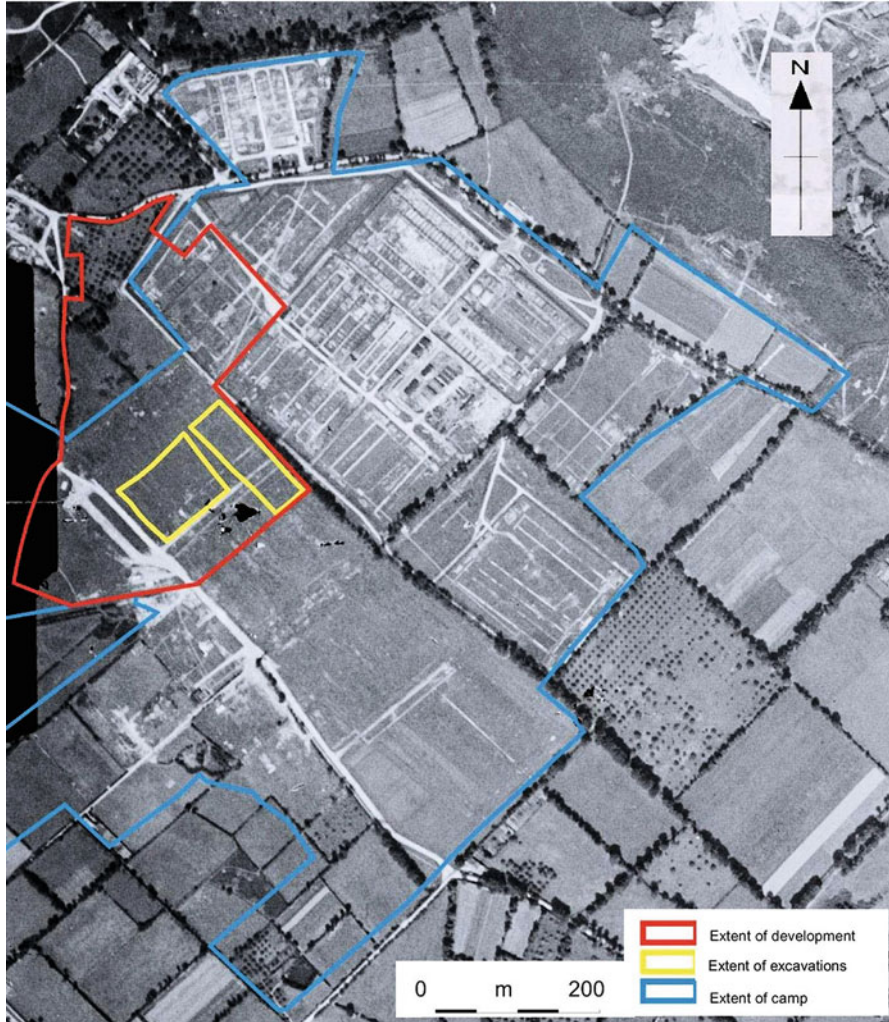 N
0 m 200
Extent of development
Extent of excavations
Extent of camp